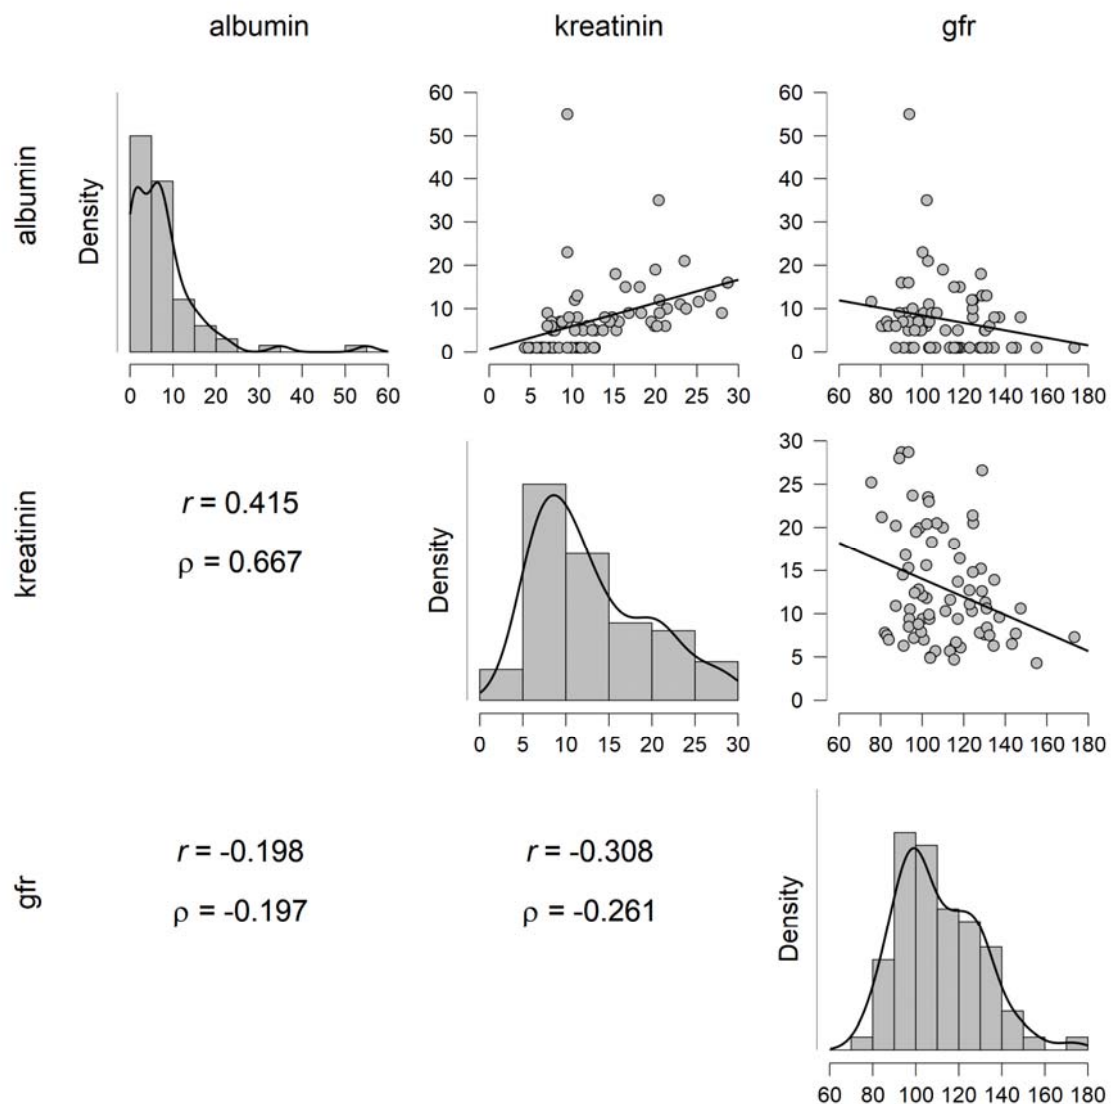 albumin kreatinin gfr
albumin
Density
0 10 20 30 40 50 60
60
50
40
30
20
10
0
0 5 10 15 20 25 30
60
50
40
30
20
10
0
60 80 100 120 140 160 180
kreatinin
r = 0.415
ρ = 0.667
Density
0 5 10 15 20 25 30
30
25
20
15
10
5
0
60 80 100 120 140 160 180
gfr
r = -0.198
ρ = -0.197
r = -0.308
ρ = -0.261
Density
60 80 100 120 140 160 180